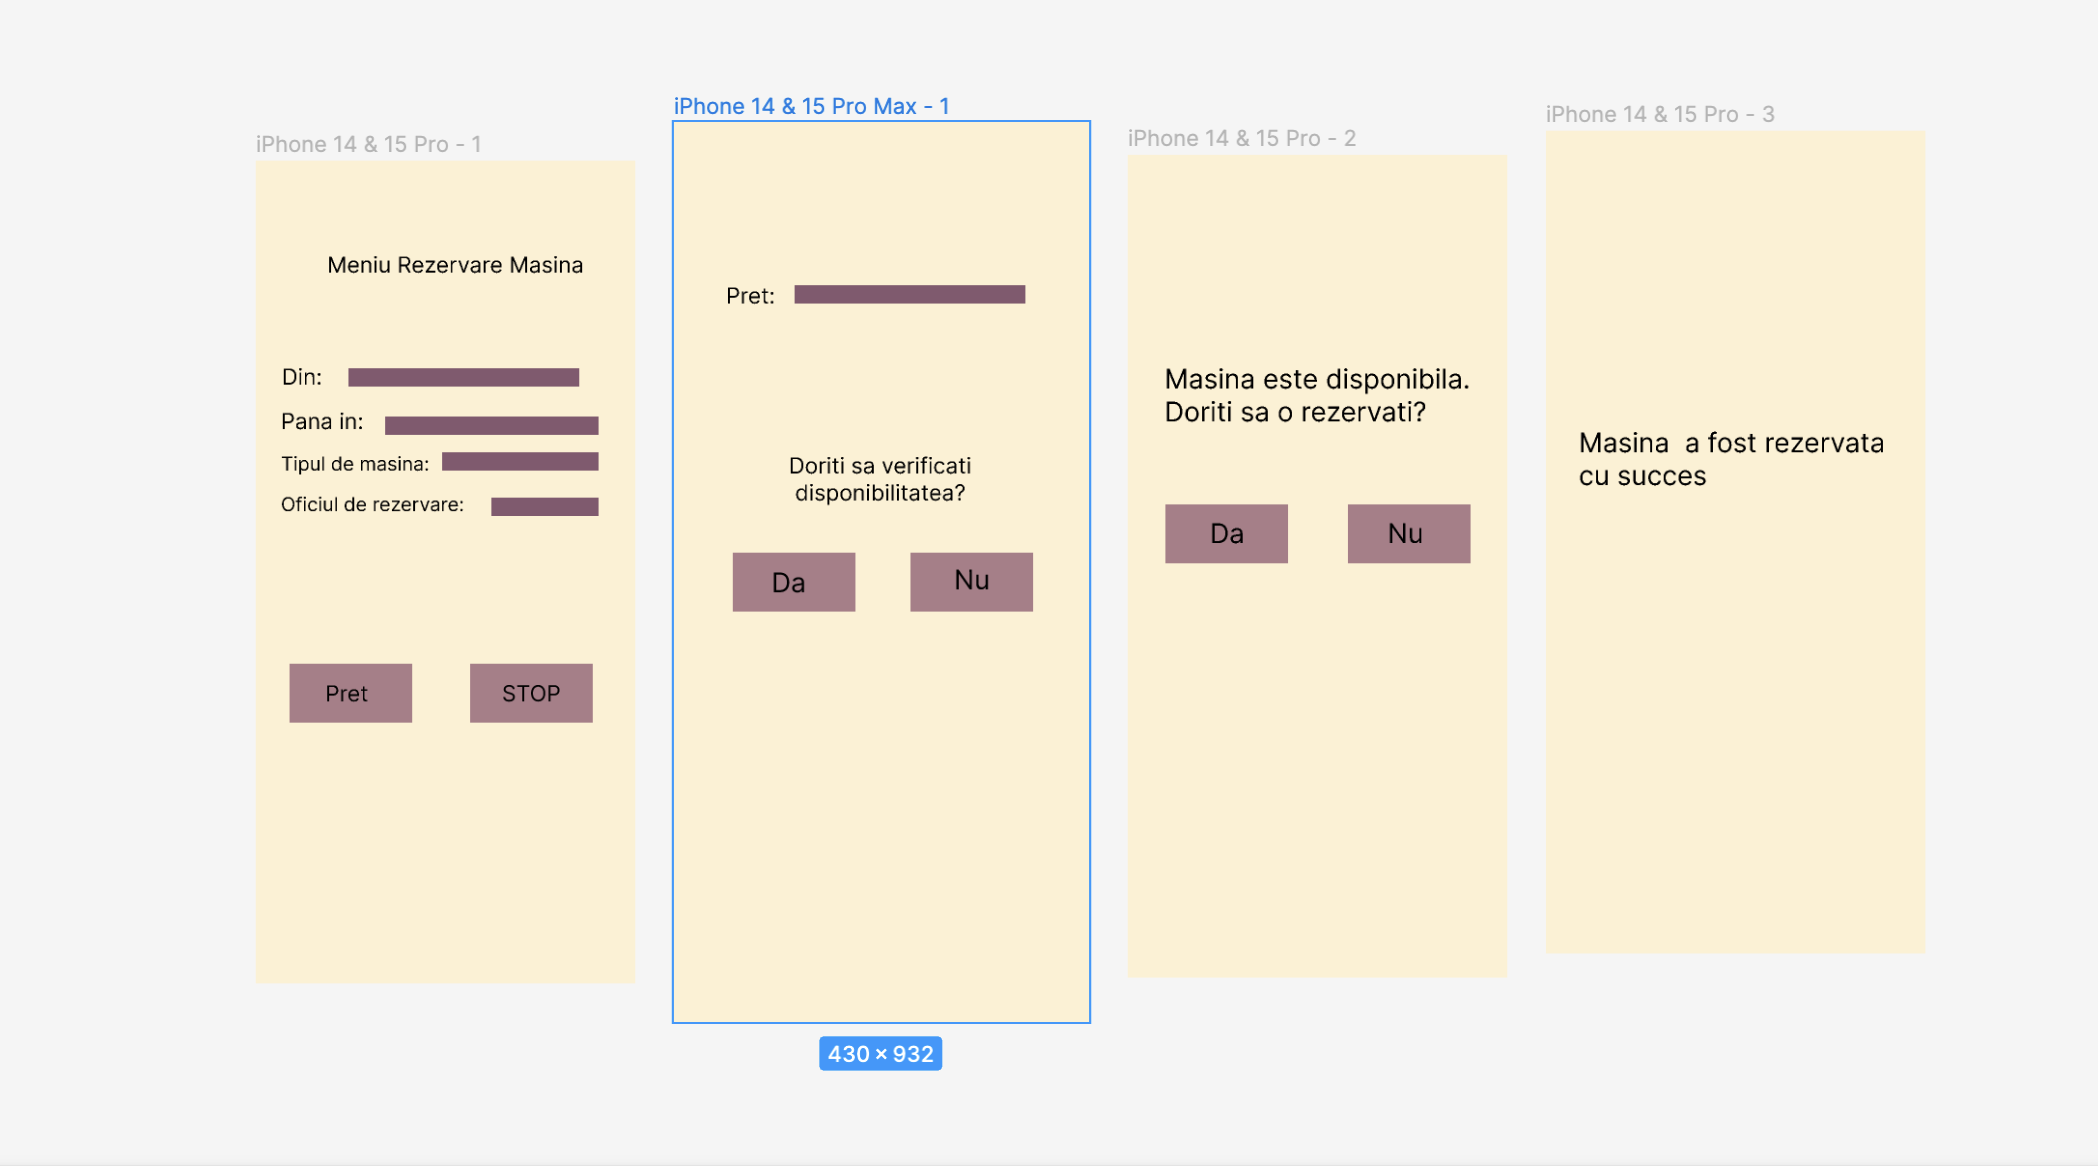 iPhone 14 & 15 Pro - 1
Meniu Rezervare Masina
Din:
Pana in:
Tipul de masina:
Oficiul de rezervare:
Pret
STOP
iPhone 14 & 15 Pro Max - 1
Pret:
Doriti sa verificati
disponibilitatea?
Da
Nu
430 × 932
iPhone 14 & 15 Pro - 2
Masina este disponibila.
Doriti sa o rezervati?
Da
Nu
iPhone 14 & 15 Pro - 3
Masina  a fost rezervata
cu succes